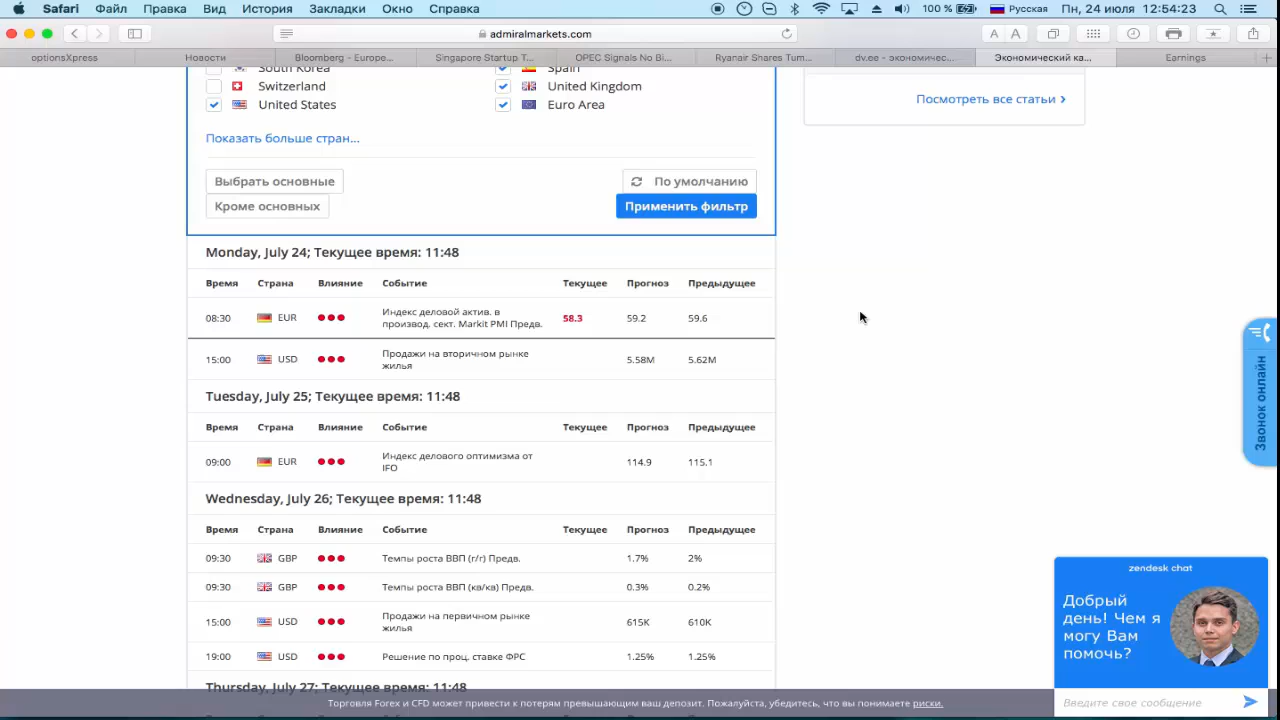 Safari Файл Правка Вид История Закладки Окно Справка 100 % Русская Пн, 24 июля 12:54:23
admiralmarkets.com
optionsXpress Новости Bloomberg - Europe... Singapore Startup T... OPEC Signals No Bi... Ryanair Shares Tum... dv.ee - экономичес... Экономический ка... Earnings
South Korea Spain
Switzerland United Kingdom
United States Euro Area
Посмотреть все статьи
Показать больше стран...
Выбрать основные По умолчанию
Кроме основных Применить фильтр
Monday, July 24; Текущее время: 11:48
Время Страна Влияние Событие Текущее Прогноз Предыдущее
08:30 EUR Индекс деловой актив. в произвoд. сект. Markit PMI Предв. 58.3 59.2 59.6
15:00 USD Продажи на вторичном рынке жилья 5.58M 5.62M
Tuesday, July 25; Текущее время: 11:48
Время Страна Влияние Событие Текущее Прогноз Предыдущее
09:00 EUR Индекс делового оптимизма от IFO 114.9 115.1
Wednesday, July 26; Текущее время: 11:48
Время Страна Влияние Событие Текущее Прогноз Предыдущее
09:30 GBP Темпы роста ВВП (г/г) Предв. 1.7% 2%
09:30 GBP Темпы роста ВВП (кв/кв) Предв. 0.3% 0.2%
15:00 USD Продажи на первичном рынке жилья 615K 610K
19:00 USD Решение по проц. ставке ФРС 1.25% 1.25%
Thursday, July 27; Текущее время: 11:48
Торговля Forex и CFD может привести к потерям превышающим ваш депозит. Пожалуйста, убедитесь, что вы понимаете риски.
Звонок онлайн
zendesk chat
Добрый
день! Чем я
могу Вам
помочь?
Введите свое сообщение